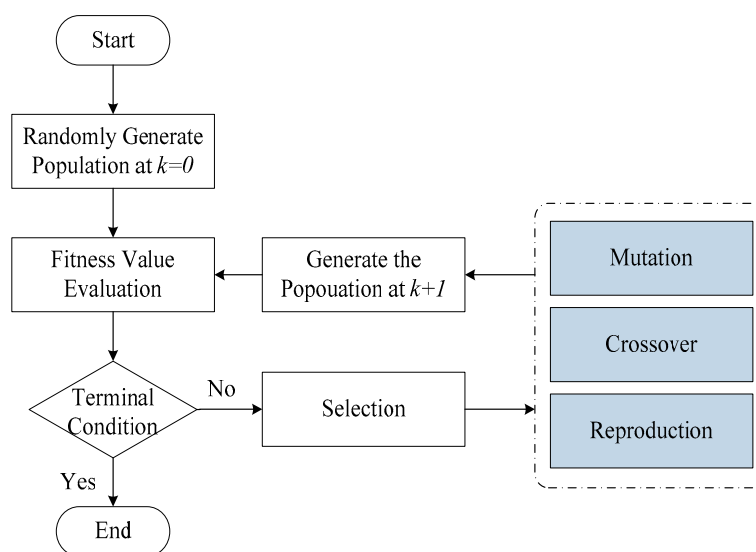 Start
Randomly Generate
Population at k=0
Fitness Value
Evaluation
Generate the
Popouation at k+1
Mutation
Crossover
Reproduction
Terminal
Condition
No
Selection
Yes
End